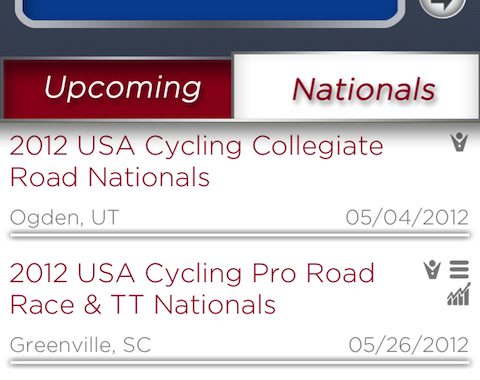 Upcoming
Nationals
2012 USA Cycling Collegiate
Road Nationals
Ogden, UT
05/04/2012
2012 USA Cycling Pro Road
Race & TT Nationals
Greenville, SC
05/26/2012